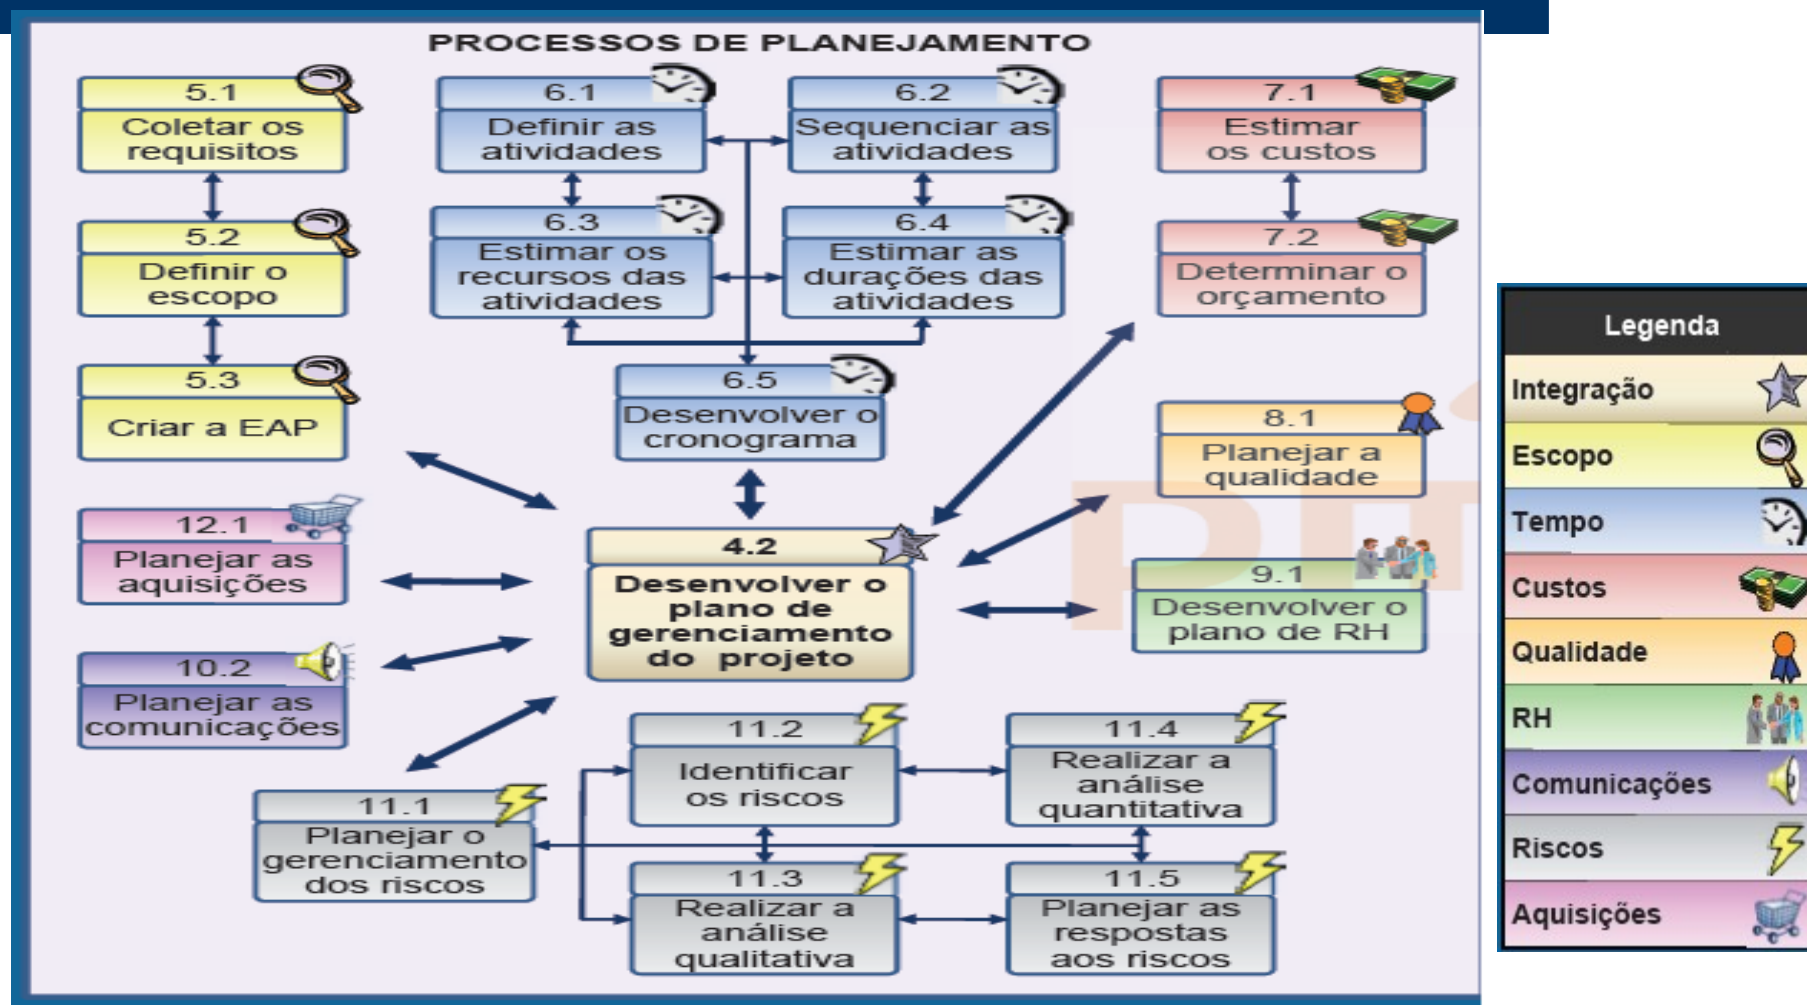 PROCESSOS DE PLANEJAMENTO
5.1
Coletar os
requisitos
5.2
Definir o
escopo
5.3
Criar a EAP
6.1
Definir as
atividades
6.2
Sequenciar as
atividades
6.3
Estimar os
recursos das
atividades
6.4
Estimar as
durações das
atividades
6.5
Desenvolver o
cronograma
7.1
Estimar
os custos
7.2
Determinar o
orçamento
8.1
Planejar a
qualidade
9.1
Desenvolver o
plano de RH
12.1
Planejar as
aquisições
10.2
Planejar as
comunicações
4.2
Desenvolver o
plano de
gerenciamento
do projeto
11.1
Planejar o
gerenciamento
dos riscos
11.2
Identificar
os riscos
11.4
Realizar a
análise
quantitativa
11.3
Realizar a
análise
qualitativa
11.5
Planejar as
respostas
aos riscos
Legenda
Integração
Escopo
Tempo
Custos
Qualidade
RH
Comunicações
Riscos
Aquisições